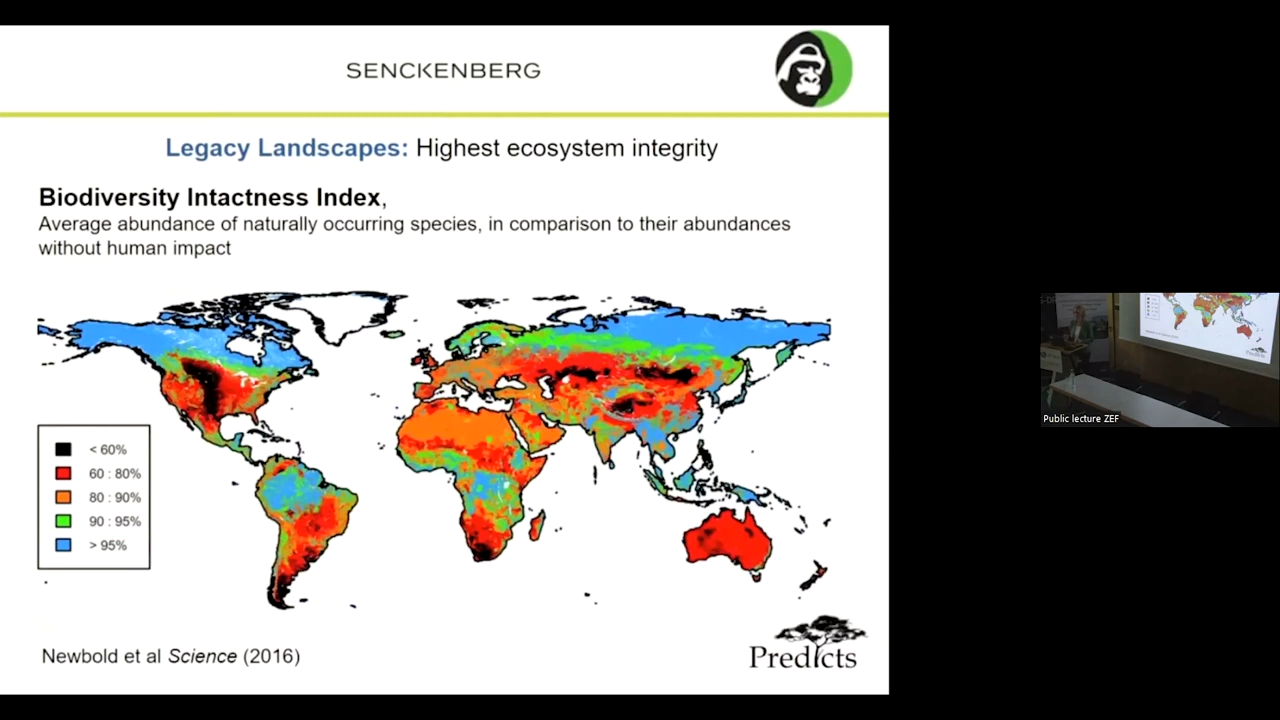 SENCKENBERG
Legacy Landscapes: Highest ecosystem integrity
Biodiversity Intactness Index,
Average abundance of naturally occurring species, in comparison to their abundances
without human impact
< 60%
60 : 80%
80 : 90%
90 : 95%
> 95%
Newbold et al Science (2016)
Predicts
Public lecture ZEF